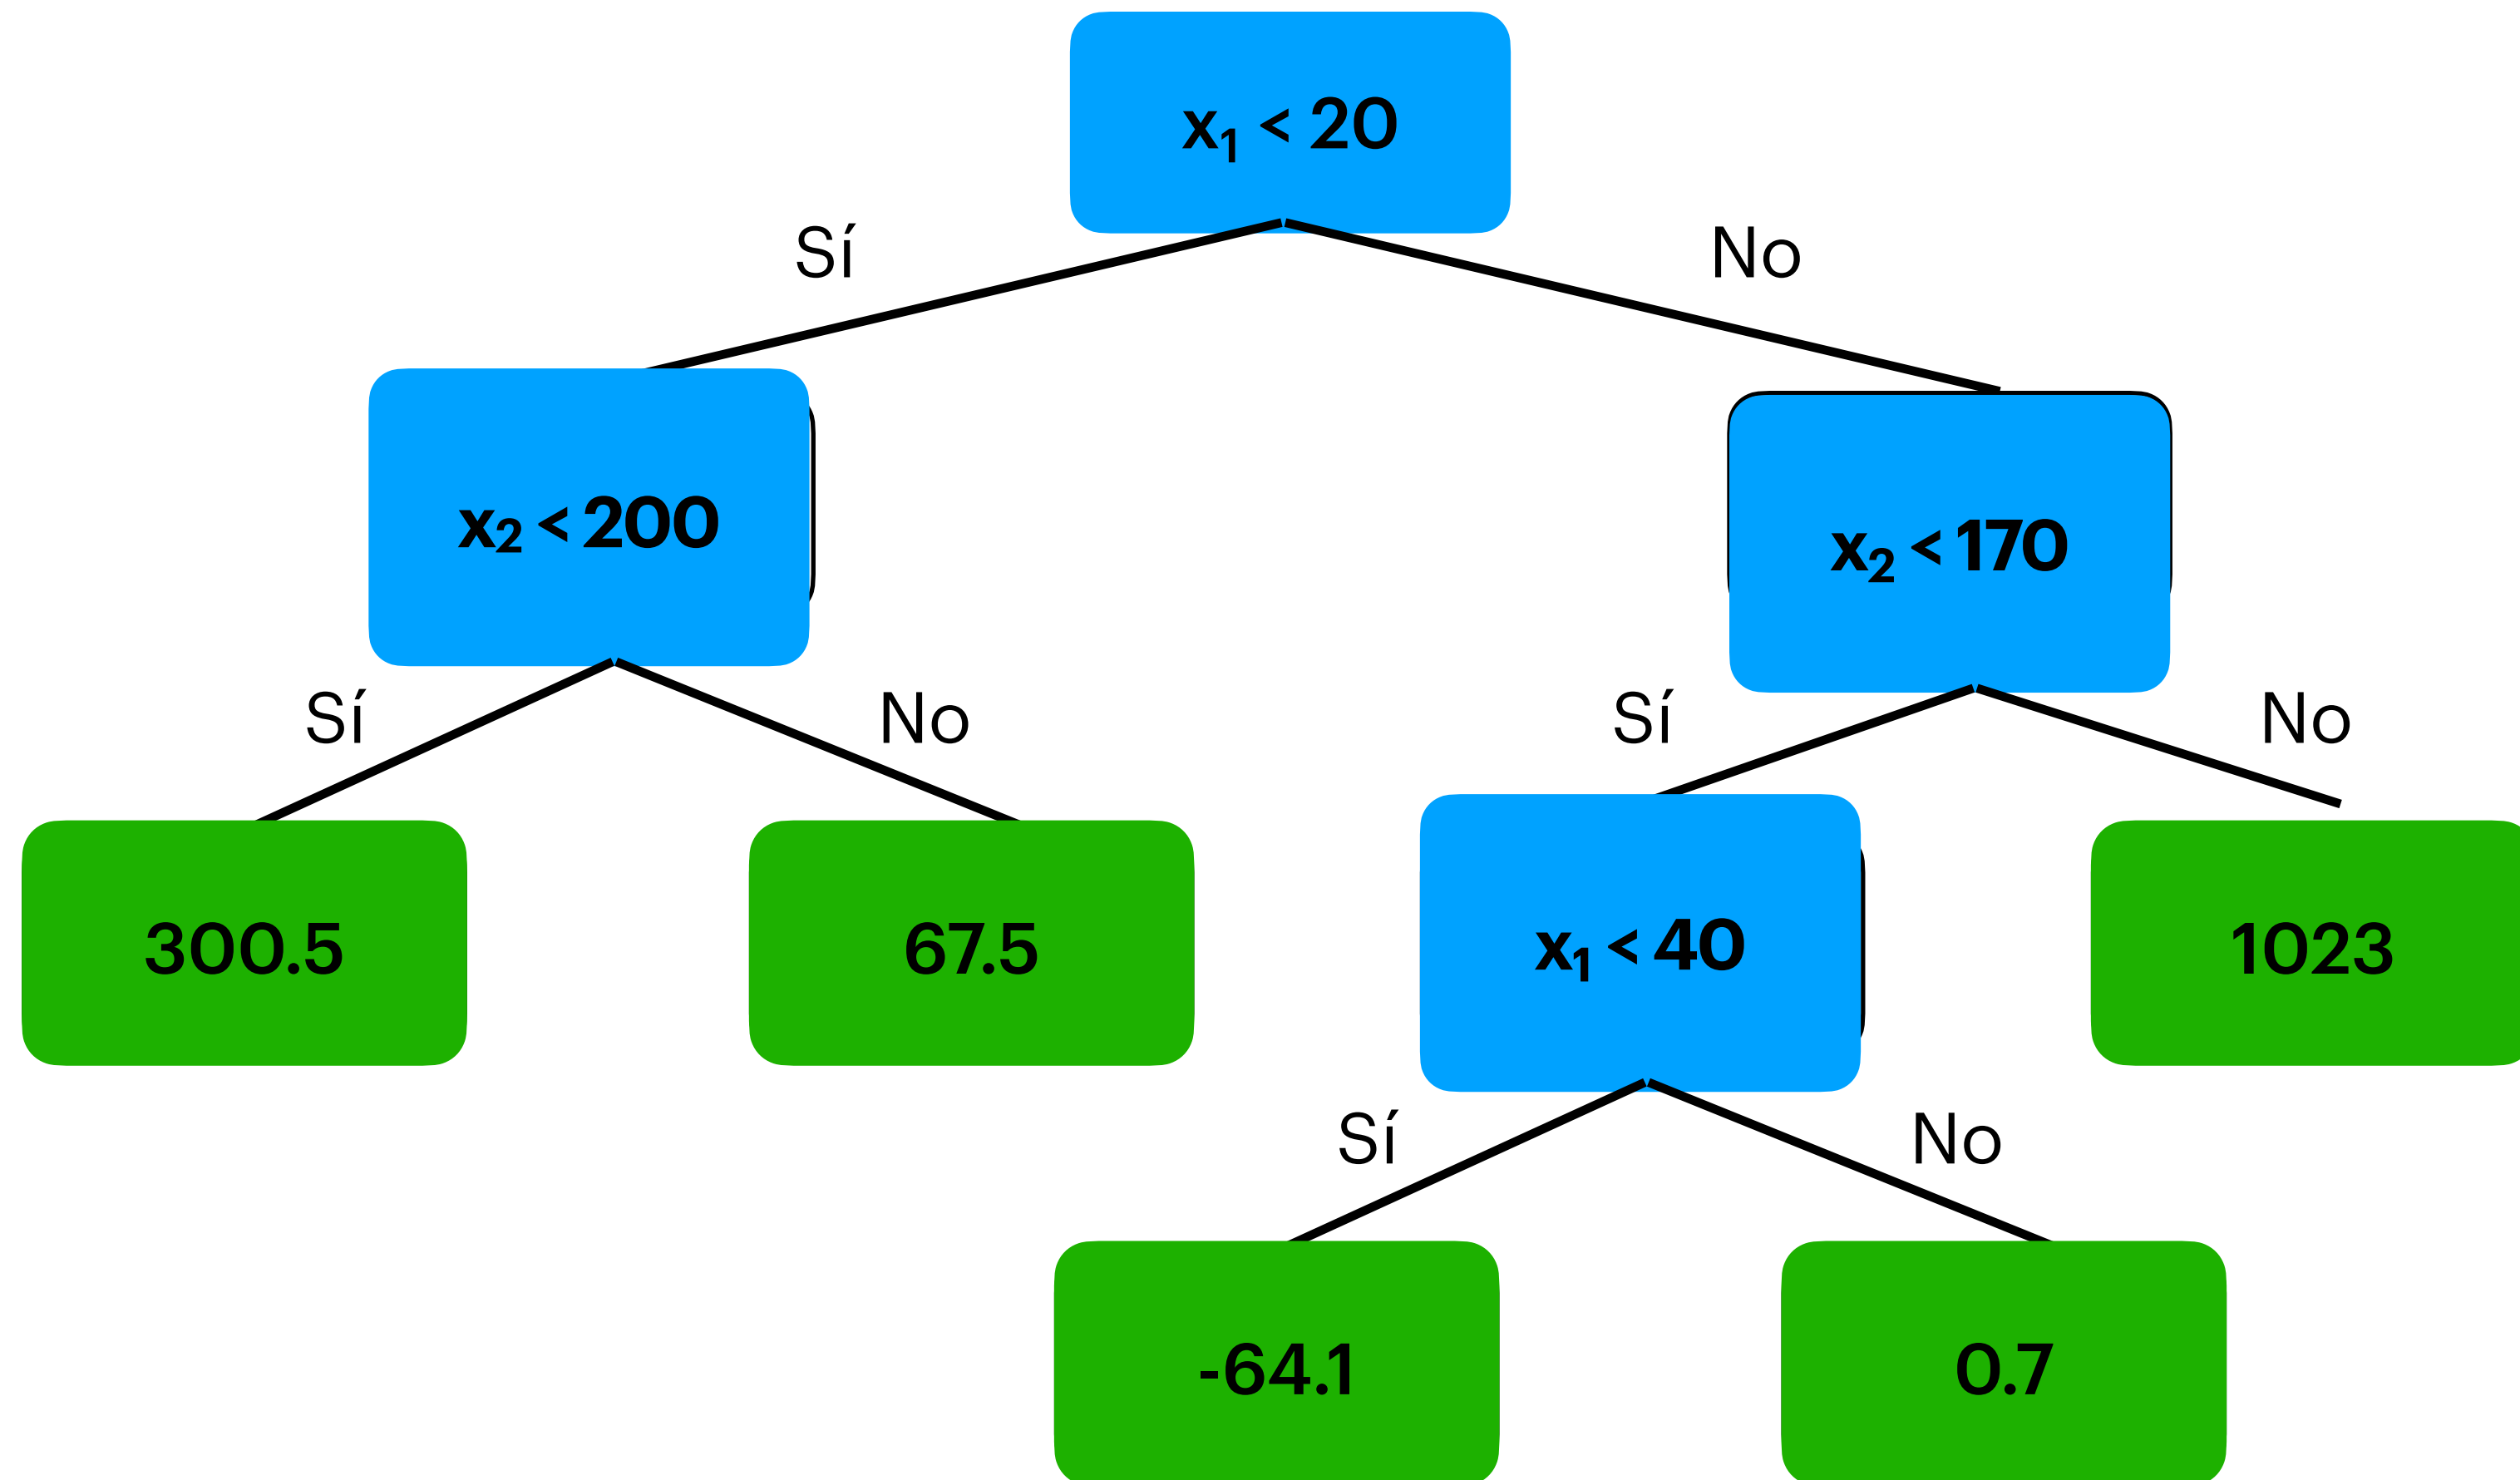 x₁ < 20
Sí
No
x₂ < 200
x₂ < 170
Sí
No
Sí
No
300.5
67.5
x₁ < 40
1023
Sí
No
-64.1
0.7